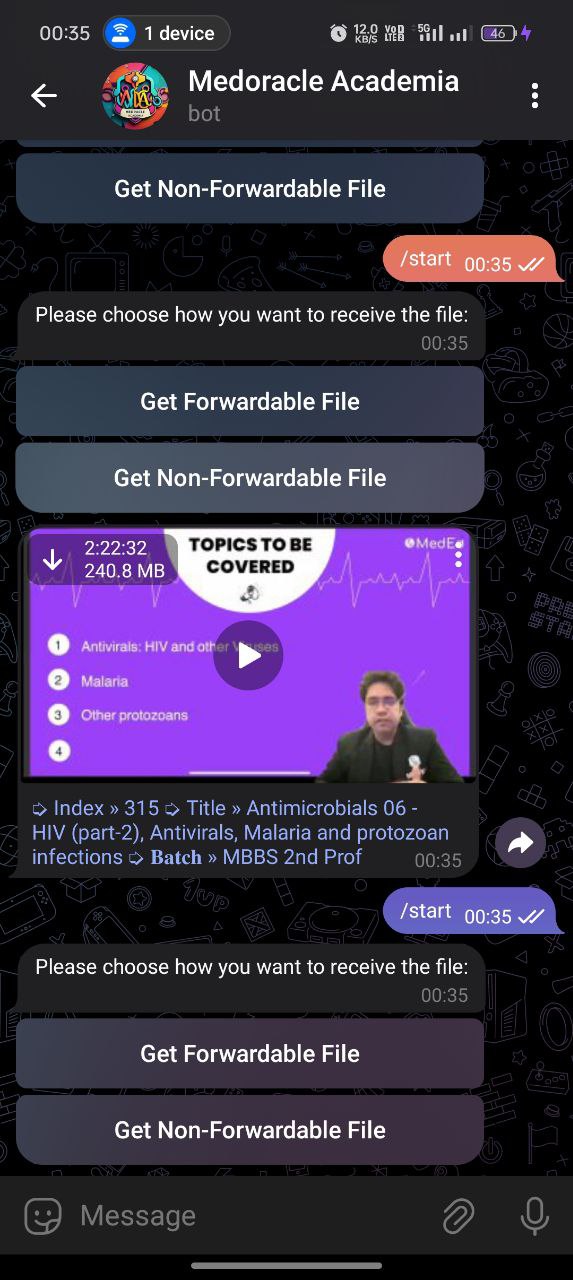 00:35
1 device
12.0
KB/S
5G
46
Medoracle Academia
bot
Get Non-Forwardable File
/start 00:35
Please choose how you want to receive the file:
00:35
Get Forwardable File
Get Non-Forwardable File
2:22:32
240.8 MB
TOPICS TO BE
COVERED
1 Antivirals: HIV and other Viruses
2 Malaria
3 Other protozoans
4
➭ Index » 315 ➭ Title » Antimicrobials 06 -
HIV (part-2), Antivirals, Malaria and protozoan
infections ➭ 𝐁𝐚𝐭𝐜𝐡 » MBBS 2nd Prof
00:35
/start 00:35
Please choose how you want to receive the file:
00:35
Get Forwardable File
Get Non-Forwardable File
Message